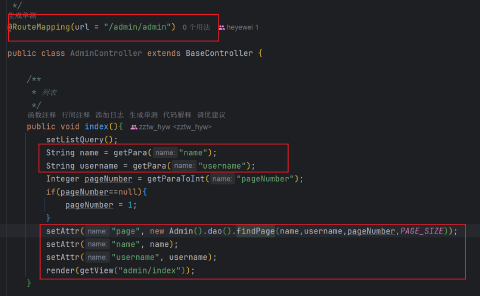 */
生成单测
@RouteMapping(url = "/admin/admin") 0 个用法 heyewei 1
public class AdminController extends BaseController {
/**
* 列表
*/
函数注释 行间注释 添加日志 生成单测 代码解释 调优建议
public void index(){ zztw_hyw <zztw_hyw>
setListQuery();
String name = getPara( name: "name");
String username = getPara( name: "username");
Integer pageNumber = getParaToInt( name: "pageNumber");
if(pageNumber==null){
pageNumber = 1;
}
setAttr( name: "page", new Admin().dao().findPage(name,username,pageNumber,PAGE_SIZE));
setAttr( name: "name", name);
setAttr( name: "username", username);
render(getView("admin/index"));
}